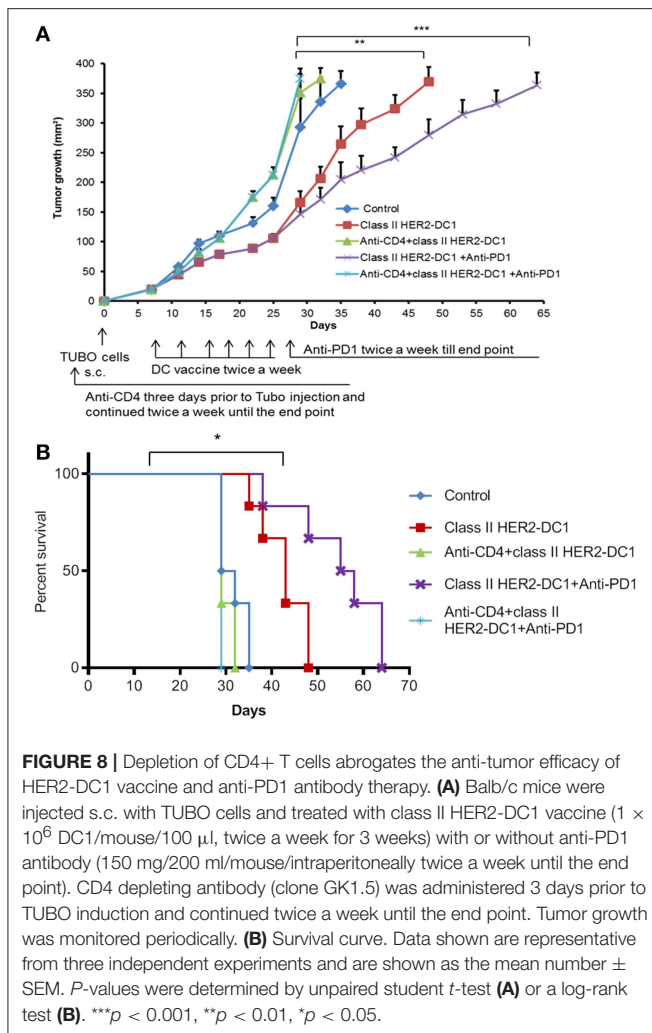 A
***
**
400
350
300
250
200
150
100
50
0
Tumor growth (mm²)
Control
Class II HER2-DC1
Anti-CD4+class II HER2-DC1
Class II HER2-DC1 +Anti-PD1
Anti-CD4+class II HER2-DC1 +Anti-PD1
0 5 10 15 20 25 30 35 40 45 50 55 60 65
Days
TUBO cells
s.c.
DC vaccine twice a week
Anti-PD1 twice a week till end point
Anti-CD4 three days prior to Tubo injection and
continued twice a week until the end point
B
*
100
50
0
Percent survival
Control
Class II HER2-DC1
Anti-CD4+class II HER2-DC1
Class II HER2-DC1+Anti-PD1
Anti-CD4+class II
HER2-DC1+Anti-PD1
0 10 20 30 40 50 60 70
Days
FIGURE 8 | Depletion of CD4+ T cells abrogates the anti-tumor efficacy of
HER2-DC1 vaccine and anti-PD1 antibody therapy. (A) Balb/c mice were
injected s.c. with TUBO cells and treated with class II HER2-DC1 vaccine (1 ×
10⁶ DC1/mouse/100 µl, twice a week for 3 weeks) with or without anti-PD1
antibody (150 mg/200 ml/mouse/intraperitoneally twice a week until the end
point). CD4 depleting antibody (clone GK1.5) was administered 3 days prior to
TUBO induction and continued twice a week until the end point. Tumor growth
was monitored periodically. (B) Survival curve. Data shown are representative
from three independent experiments and are shown as the mean number ±
SEM. P-values were determined by unpaired student t-test (A) or a log-rank
test (B). ***p < 0.001, **p < 0.01, *p < 0.05.